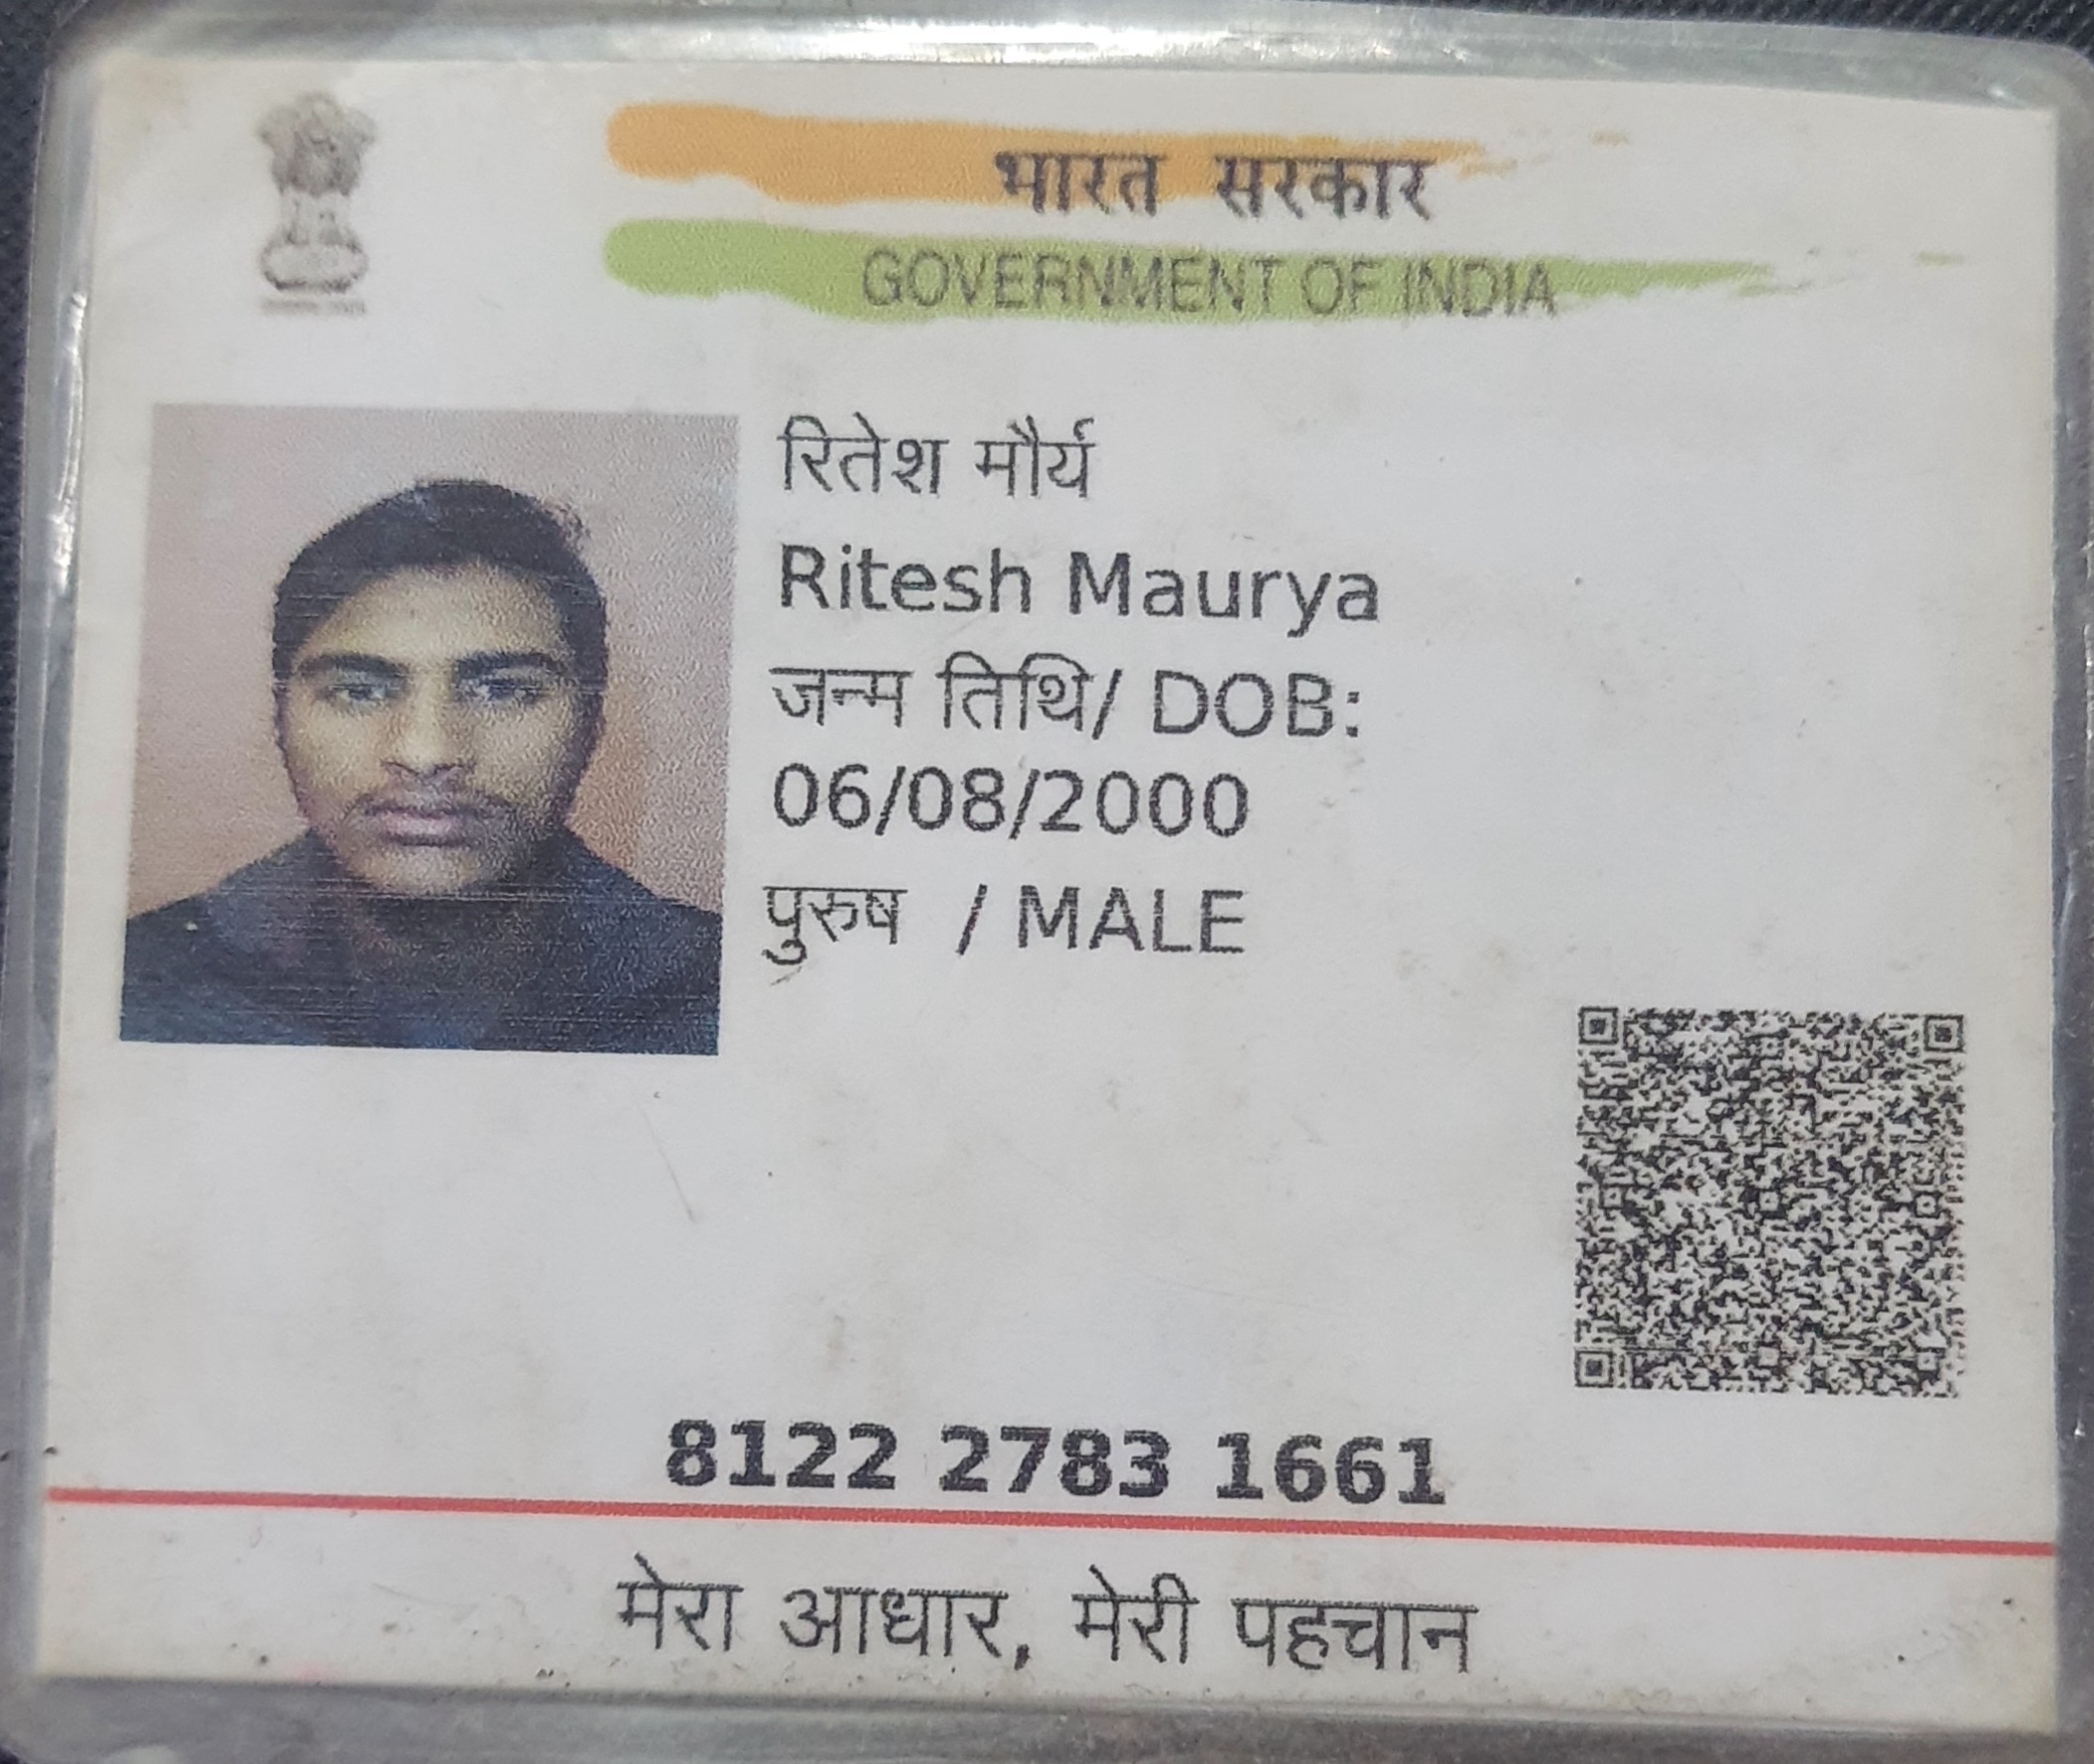 भारत सरकार
GOVERNMENT OF INDIA
रितेश मौर्य
Ritesh Maurya
जन्म तिथि/ DOB:
06/08/2000
पुरुष / MALE
8122 2783 1661
मेरा आधार, मेरी पहचान